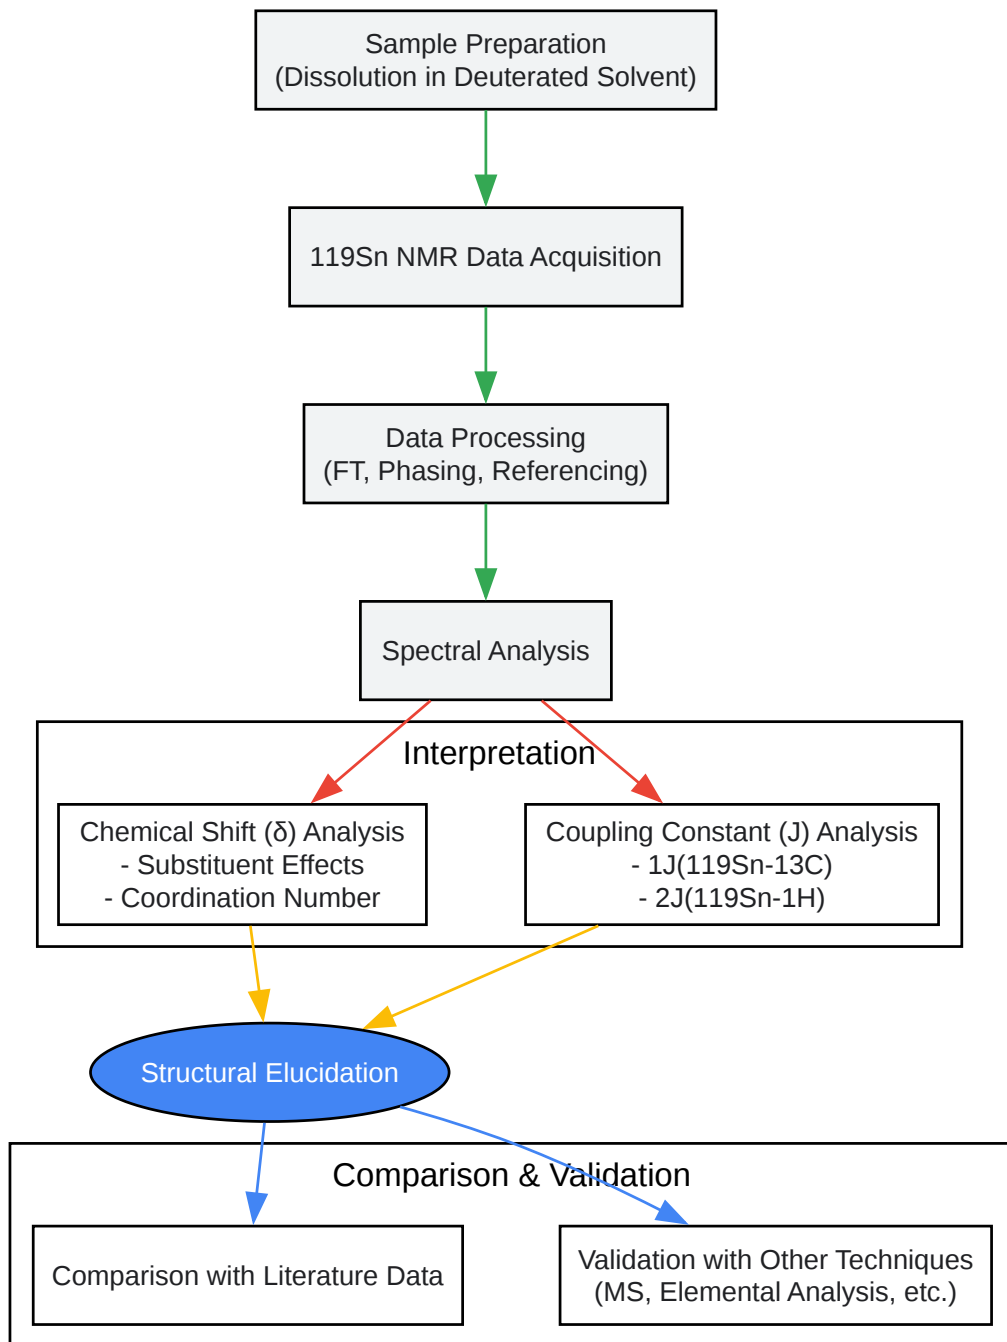 Sample Preparation
(Dissolution in Deuterated Solvent)
119Sn NMR Data Acquisition
Data Processing
(FT, Phasing, Referencing)
Spectral Analysis
Interpretation
Chemical Shift (δ) Analysis
- Substituent Effects
- Coordination Number
Coupling Constant (J) Analysis
- 1J(119Sn-13C)
- 2J(119Sn-1H)
Structural Elucidation
Comparison & Validation
Comparison with Literature Data
Validation with Other Techniques
(MS, Elemental Analysis, etc.)